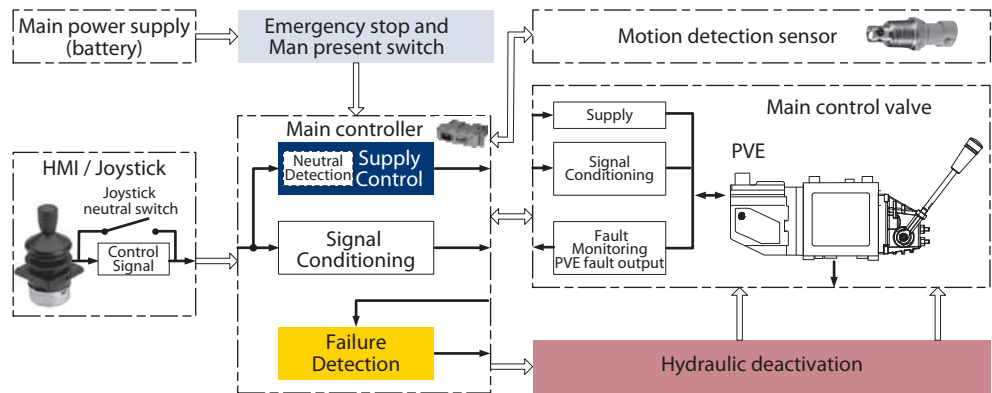 Main power supply
(battery)
Emergency stop and
Man present switch
Motion detection sensor
HMI / Joystick
Joystick
neutral switch
Control
Signal
Main controller
Neutral
Detection
Supply
Control
Signal
Conditioning
Failure
Detection
Main control valve
Supply
Signal
Conditioning
Fault
Monitoring
PVE fault output
PVE
Hydraulic deactivation